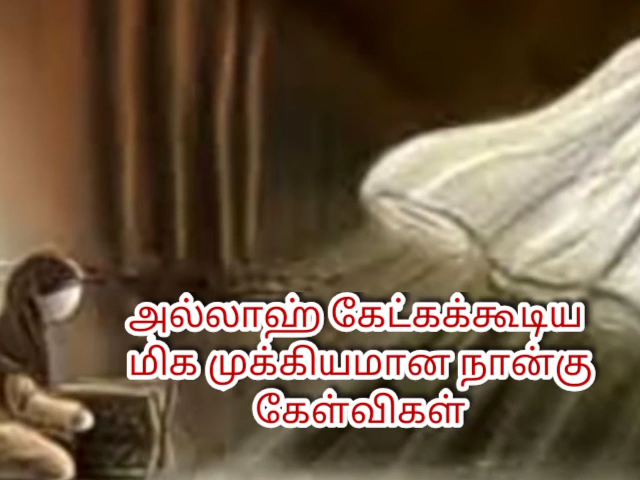 அல்லாஹ் கேட்கக்கூடிய
மிக முக்கியமான நான்கு
கேள்விகள்